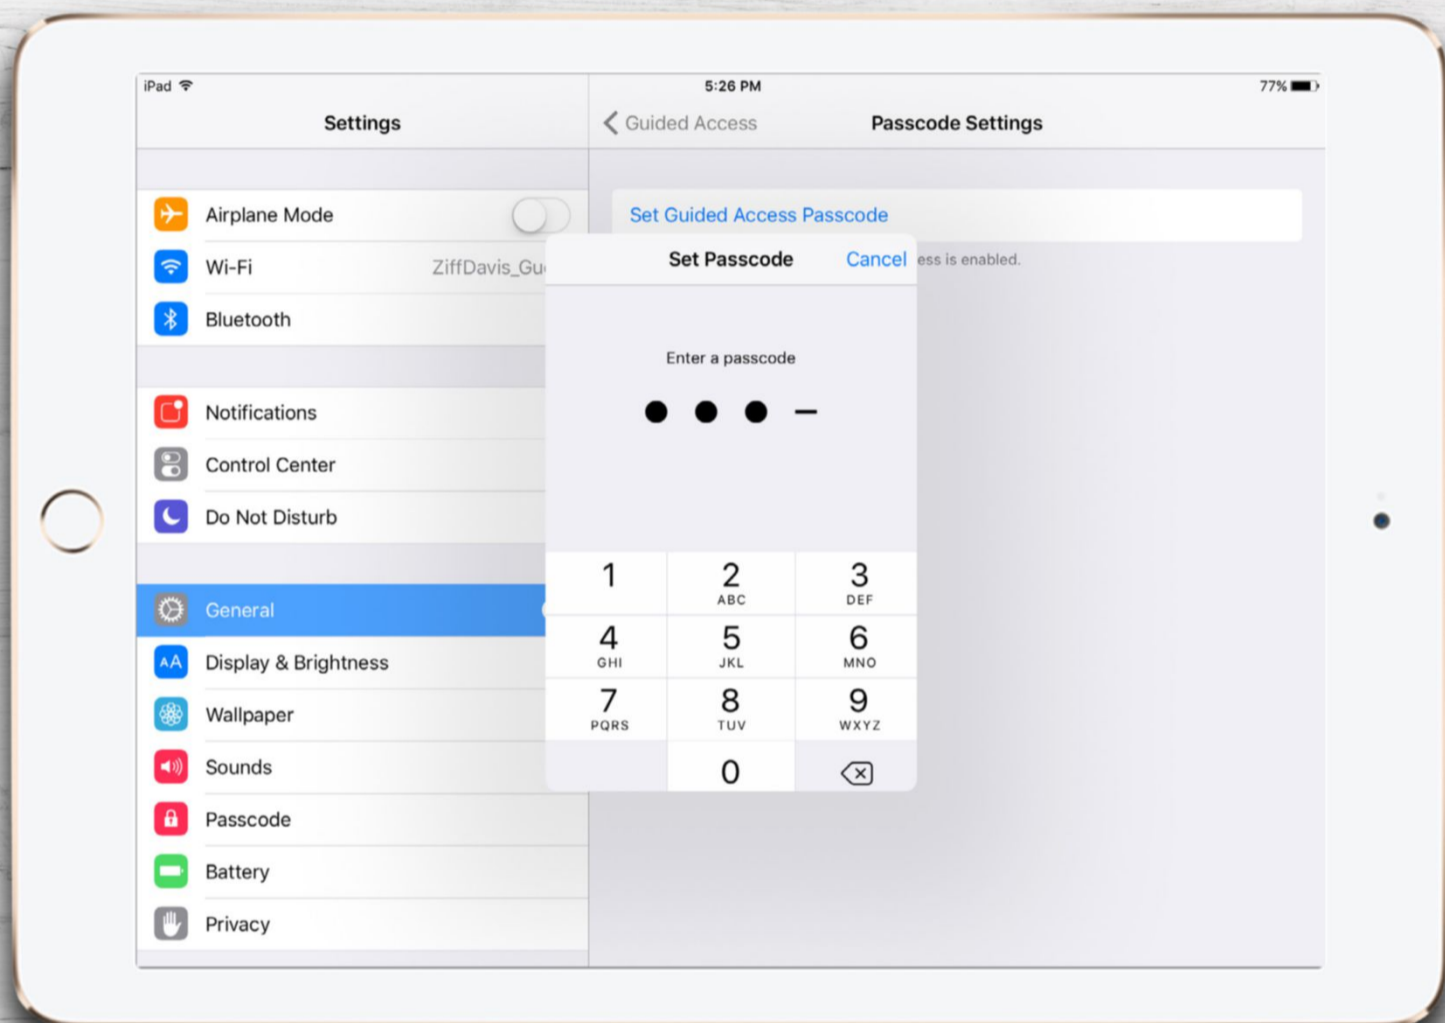 iPad
5:26 PM
77%
Settings
Guided Access
Passcode Settings
Airplane Mode
Wi-Fi
ZiffDavis_Gu
Bluetooth
Notifications
Control Center
Do Not Disturb
General
AA
Display & Brightness
Wallpaper
Sounds
Passcode
Battery
Privacy
Set Guided Access Passcode
ess is enabled.
Set Passcode
Cancel
Enter a passcode
1
2
ABC
3
DEF
4
GHI
5
JKL
6
MNO
7
PQRS
8
TUV
9
WXYZ
0